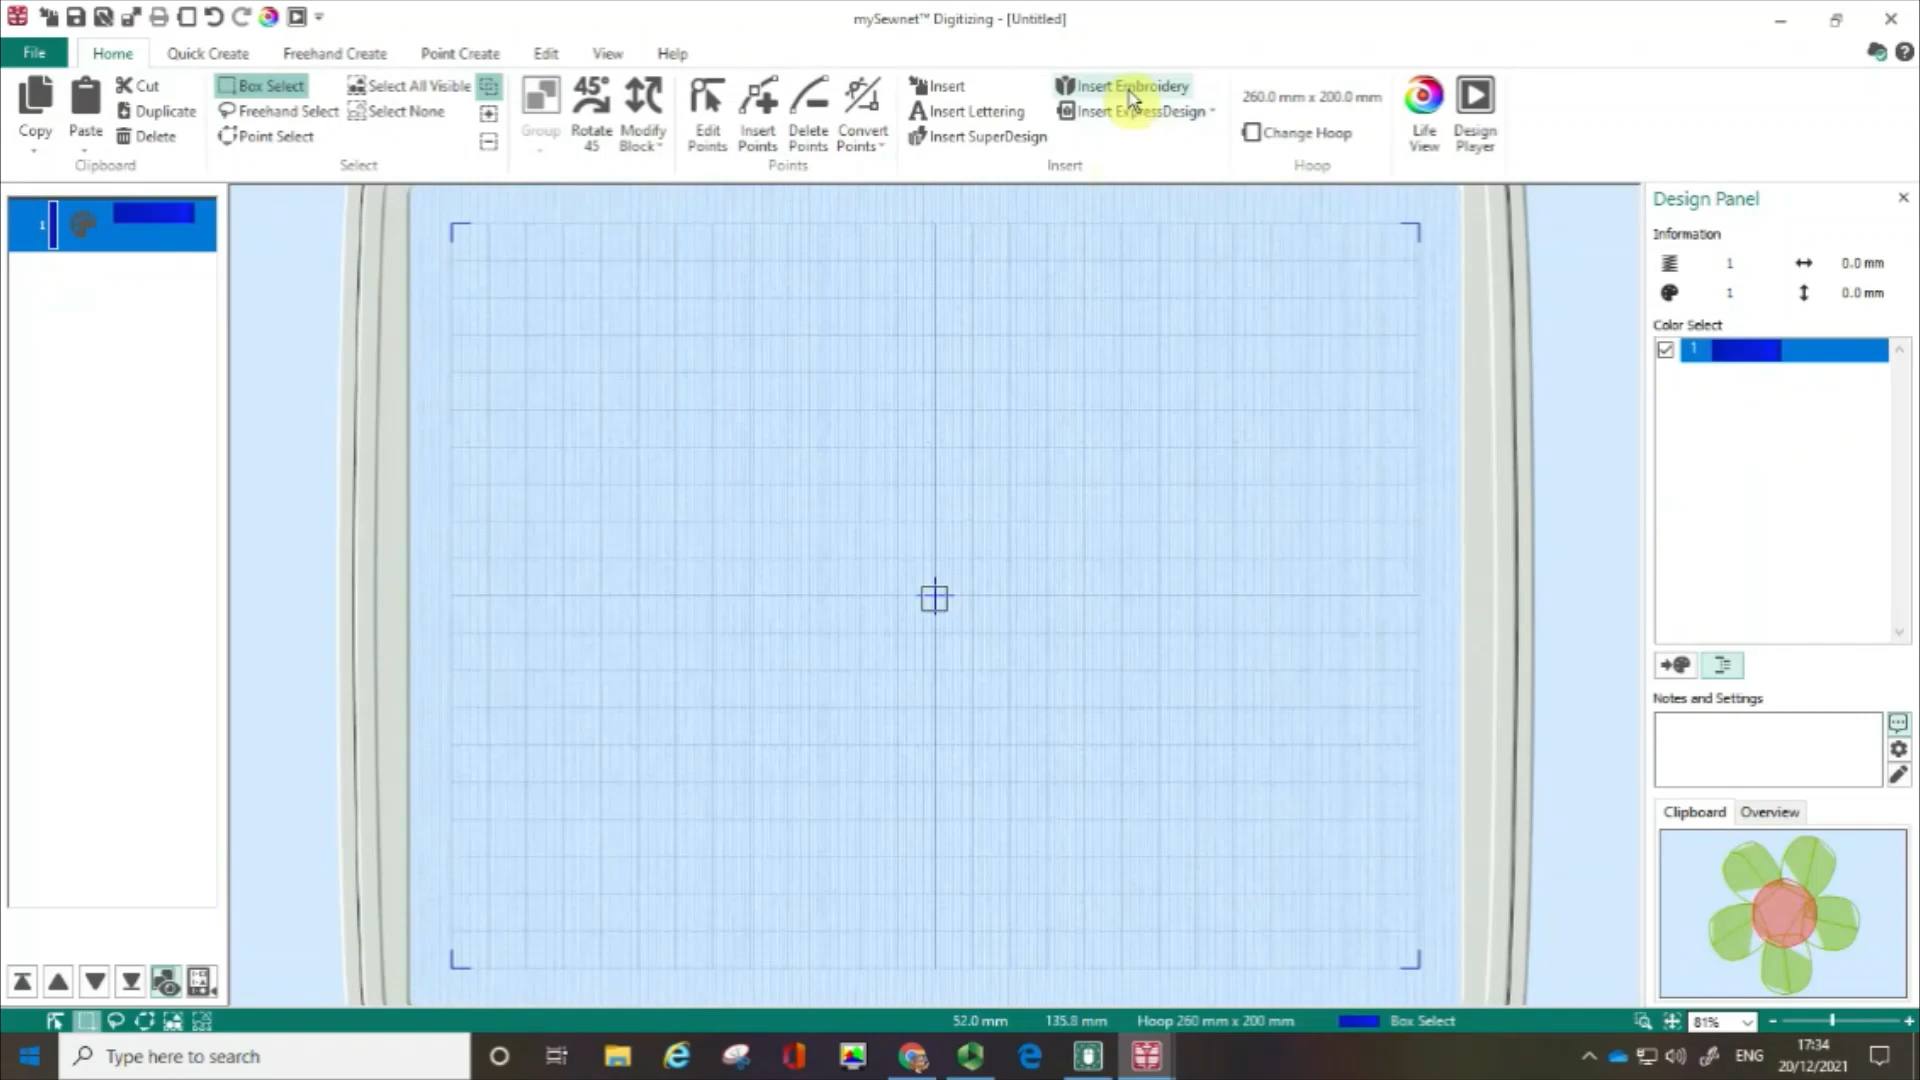 mySewnet™ Digitizing - [Untitled]
File
Home
Quick Create
Freehand Create
Point Create
Edit
View
Help
Copy
Paste
Cut
Duplicate
Delete
Clipboard
Box Select
Freehand Select
Point Select
Select All Visible
Select None
Select
Group
Rotate 45
45°
Modify Block
Edit Points
Insert Points
Delete Points
Convert Points
Points
Insert
Insert Lettering
Insert SuperDesign
Insert Embroidery
Insert ExpressDesign
Insert
260.0 mm x 200.0 mm
Change Hoop
Hoop
Life View
Design Player
1
Design Panel
Information
1
0.0 mm
1
0.0 mm
Color Select
1
Notes and Settings
Clipboard
Overview
52.0 mm
135.8 mm
Hoop 260 mm x 200 mm
Box Select
81%
Type here to search
ENG
17:34
20/12/2021